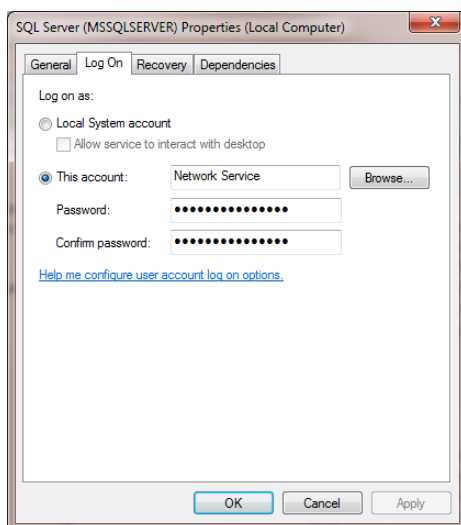 SQL Server (MSSQLSERVER) Properties (Local Computer)
General Log On Recovery Dependencies
Log on as:
Local System account
Allow service to interact with desktop
This account: Network Service Browse...
Password: •••••••••••••••
Confirm password: •••••••••••••••
Help me configure user account log on options.
OK Cancel Apply